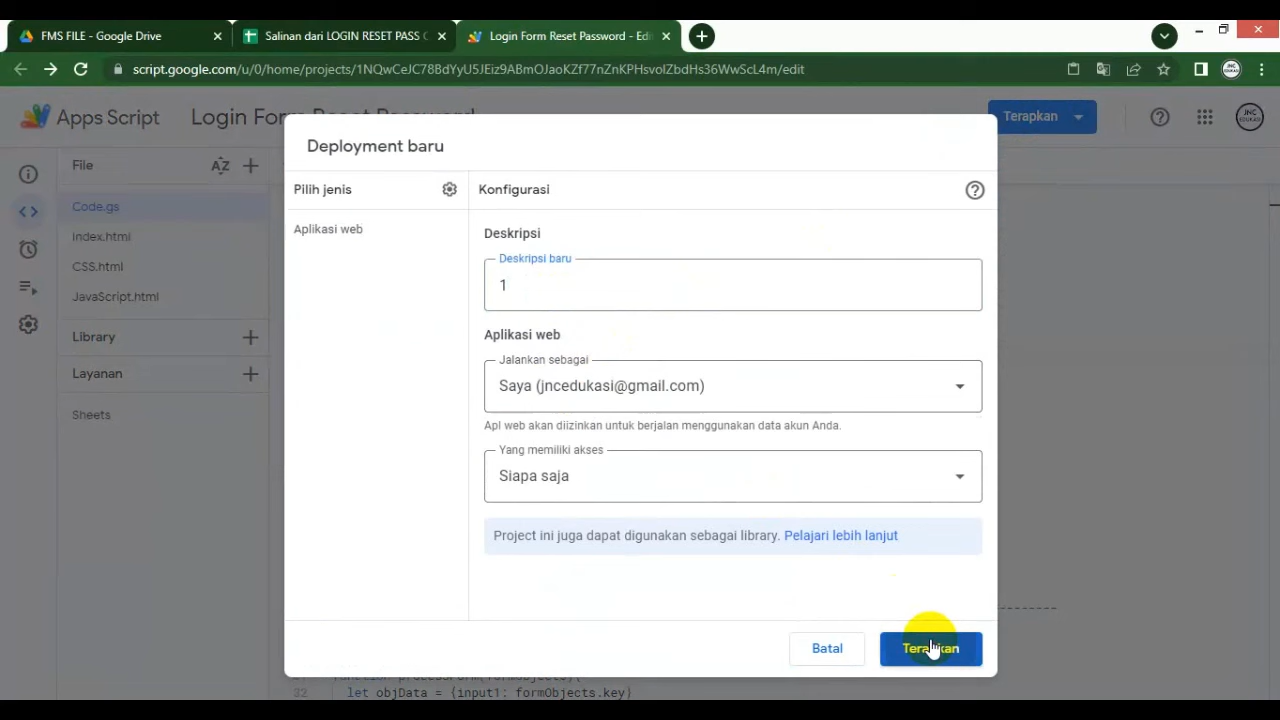 FMS FILE - Google Drive
Salinan dari LOGIN RESET PASS
Login Form Reset Password - Edi
script.google.com/u/0/home/projects/1NQwCeJC78BdYyU5JEiz9ABmOJaoKZf77nZnKPHsvolZbdHs36WwScL4m/edit
Apps Script
Login Form Reset Password
Terapkan
JNC
EDUKASI
Deployment baru
File
AZ
Pilih jenis
Konfigurasi
Code.gs
Index.html
CSS.html
JavaScript.html
Library
Layanan
Sheets
Aplikasi web
Deskripsi
Deskripsi baru
1
Aplikasi web
Jalankan sebagai
Saya (jncedukasi@gmail.com)
Apl web akan diizinkan untuk berjalan menggunakan data akun Anda.
Yang memiliki akses
Siapa saja
Project ini juga dapat digunakan sebagai library. Pelajari lebih lanjut
Batal
Terapkan
32 let objData = {input1: formObjects.key}